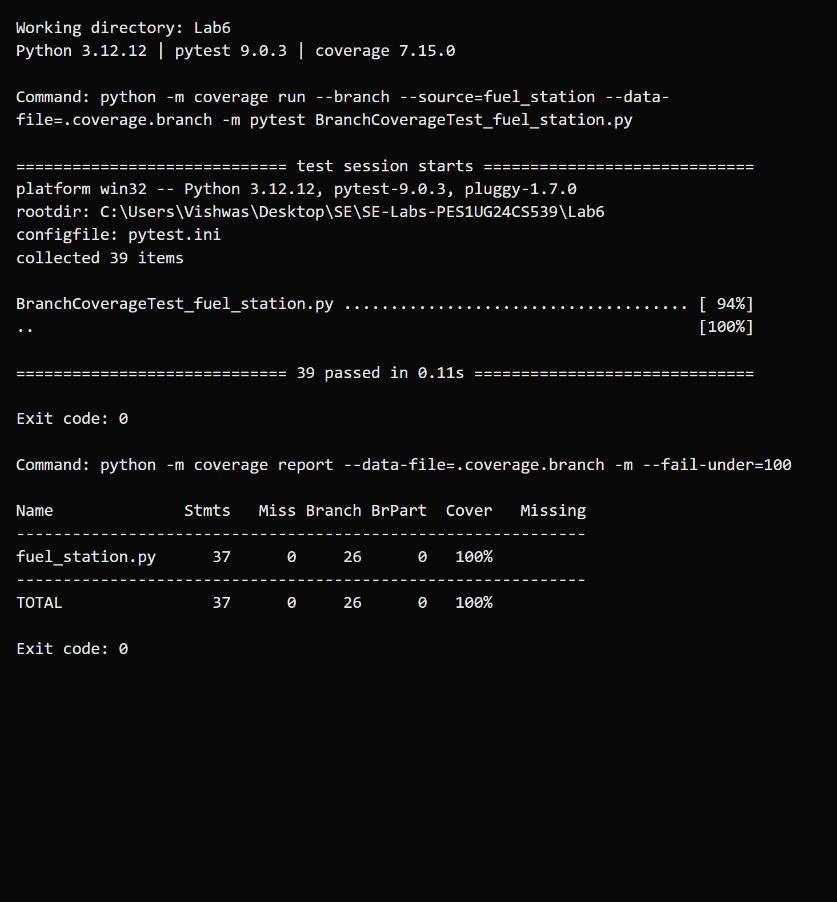 Working directory: Lab6
Python 3.12.12 | pytest 9.0.3 | coverage 7.15.0
Command: python -m coverage run --branch --source=fuel_station --data-
file=.coverage.branch -m pytest BranchCoverageTest_fuel_station.py
============================= test session starts =============================
platform win32 -- Python 3.12.12, pytest-9.0.3, pluggy-1.7.0
rootdir: C:\Users\Vishwas\Desktop\SE\SE-Labs-PES1UG24CS539\Lab6
configfile: pytest.ini
collected 39 items
BranchCoverageTest_fuel_station.py ..................................... [ 94%]
.. [100%]
============================= 39 passed in 0.11s ==============================
Exit code: 0
Command: python -m coverage report --data-file=.coverage.branch -m --fail-under=100
Name Stmts Miss Branch BrPart Cover Missing
-------------------------------------------------------------
fuel_station.py 37 0 26 0 100%
-------------------------------------------------------------
TOTAL 37 0 26 0 100%
Exit code: 0